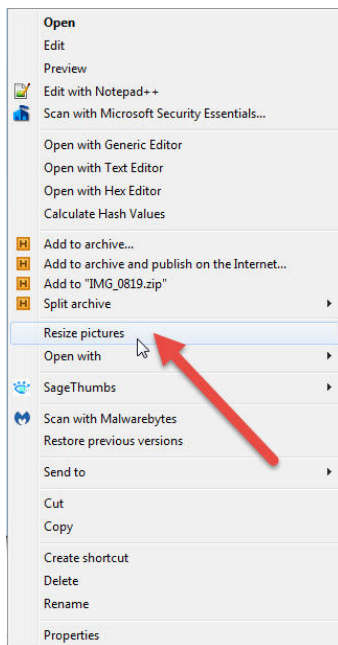 Open
Edit
Preview
Edit with Notepad++
Scan with Microsoft Security Essentials...
Open with Generic Editor
Open with Text Editor
Open with Hex Editor
Calculate Hash Values
Add to archive...
Add to archive and publish on the Internet...
Add to "IMG_0819.zip"
Split archive
Resize pictures
Open with
SageThumbs
Scan with Malwarebytes
Restore previous versions
Send to
Cut
Copy
Create shortcut
Delete
Rename
Properties